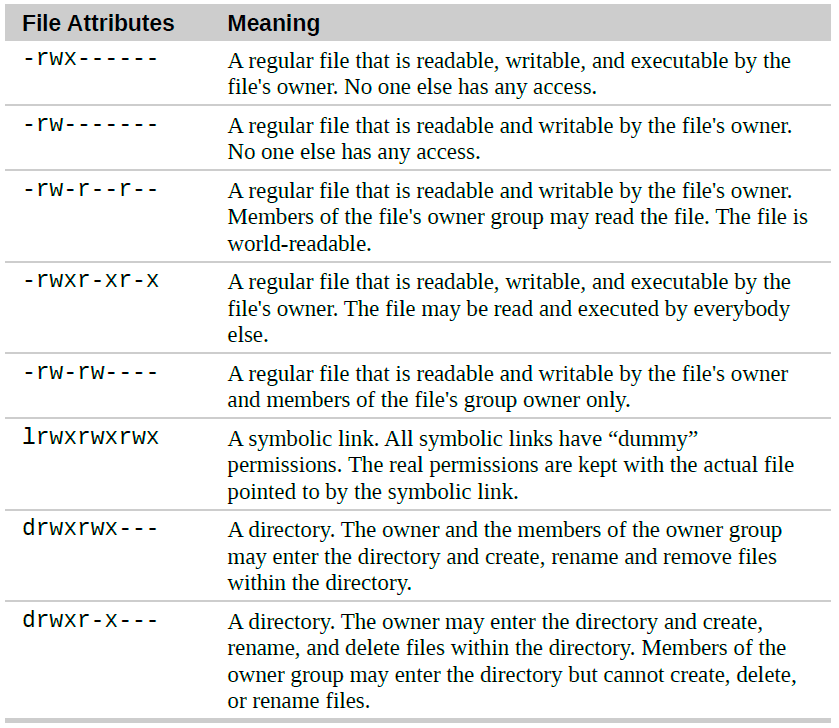 File Attributes Meaning
-rwx------ A regular file that is readable, writable, and executable by the
file's owner. No one else has any access.
-rw------- A regular file that is readable and writable by the file's owner.
No one else has any access.
-rw-r--r-- A regular file that is readable and writable by the file's owner.
Members of the file's owner group may read the file. The file is
world-readable.
-rwxr-xr-x A regular file that is readable, writable, and executable by the
file's owner. The file may be read and executed by everybody
else.
-rw-rw---- A regular file that is readable and writable by the file's owner
and members of the file's group owner only.
lrwxrwxrwx A symbolic link. All symbolic links have “dummy”
permissions. The real permissions are kept with the actual file
pointed to by the symbolic link.
drwxrwx--- A directory. The owner and the members of the owner group
may enter the directory and create, rename and remove files
within the directory.
drwxr-x--- A directory. The owner may enter the directory and create,
rename, and delete files within the directory. Members of the
owner group may enter the directory but cannot create, delete,
or rename files.